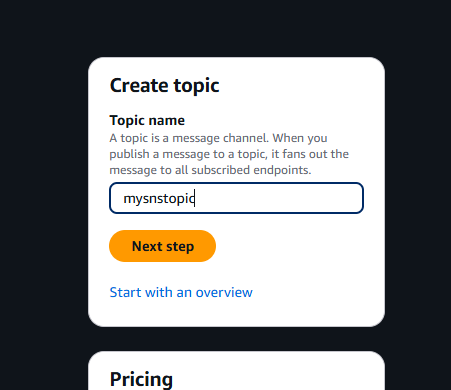 Create topic
Topic name
A topic is a message channel. When you
publish a message to a topic, it fans out the
message to all subscribed endpoints.
mysnstopic
Next step
Start with an overview
Pricing